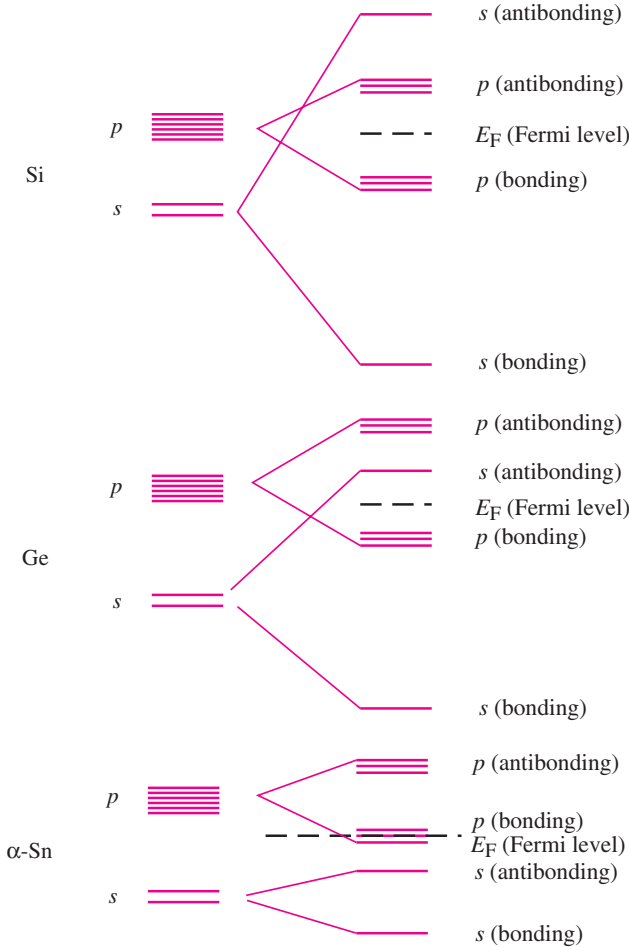 s (antibonding)
p (antibonding)
p
E_F (Fermi level)
Si
p (bonding)
s
s (bonding)
p (antibonding)
s (antibonding)
p
E_F (Fermi level)
p (bonding)
Ge
s
s (bonding)
p (antibonding)
p
p (bonding)
E_F (Fermi level)
α-Sn
s (antibonding)
s
s (bonding)